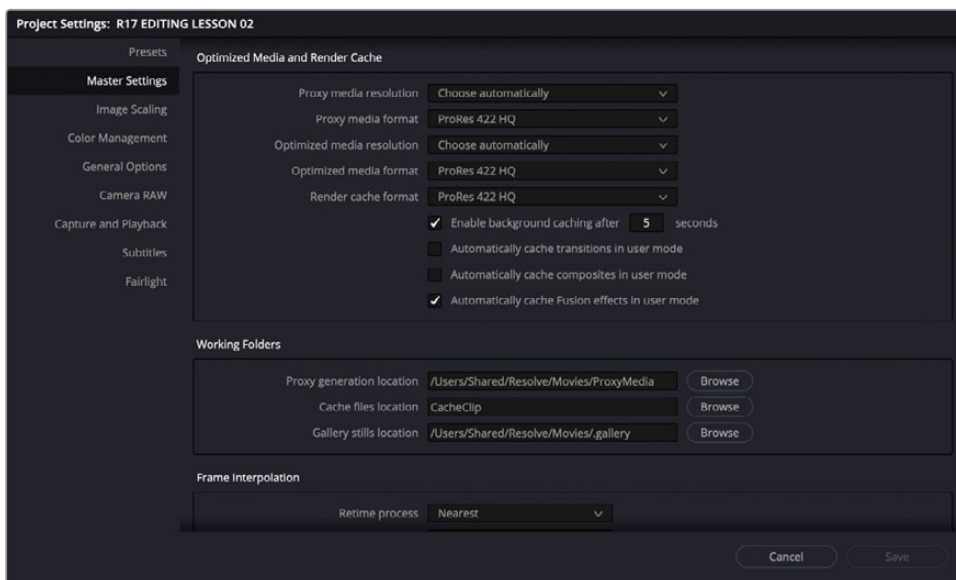 Project Settings: R17 EDITING LESSON 02
Presets
Master Settings
Image Scaling
Color Management
General Options
Camera RAW
Capture and Playback
Subtitles
Fairlight
Optimized Media and Render Cache
Proxy media resolution Choose automatically
Proxy media format ProRes 422 HQ
Optimized media resolution Choose automatically
Optimized media format ProRes 422 HQ
Render cache format ProRes 422 HQ
Enable background caching after 5 seconds
Automatically cache transitions in user mode
Automatically cache composites in user mode
Automatically cache Fusion effects in user mode
Working Folders
Proxy generation location /Users/Shared/Resolve/Movies/ProxyMedia Browse
Cache files location CacheClip Browse
Gallery stills location /Users/Shared/Resolve/Movies/.gallery Browse
Frame Interpolation
Retime process Nearest
Cancel Save